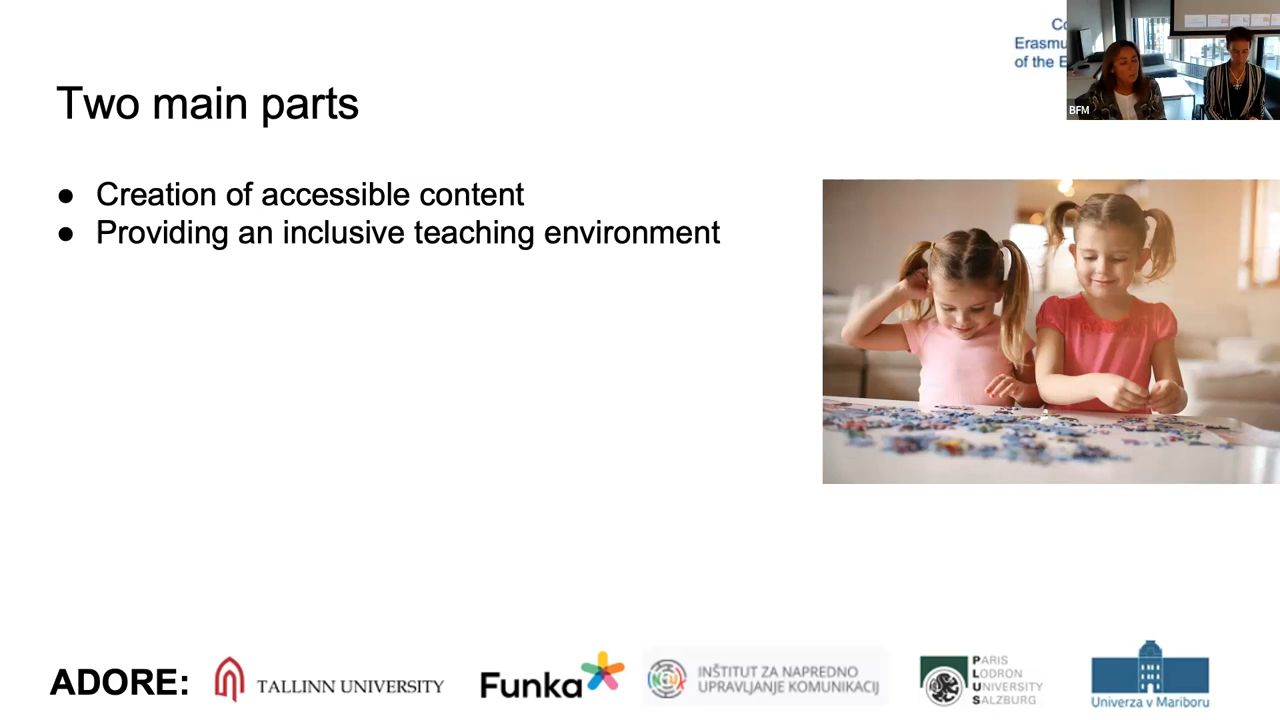 Co
Erasmu
of the E
BFM
Two main parts
● Creation of accessible content
● Providing an inclusive teaching environment
ADORE:
TALLINN UNIVERSITY
Funka
INŠTITUT ZA NAPREDNO
UPRAVLJANJE KOMUNIKACIJ
PARIS
LODRON
UNIVERSITY
SALZBURG
Univerza v Mariboru